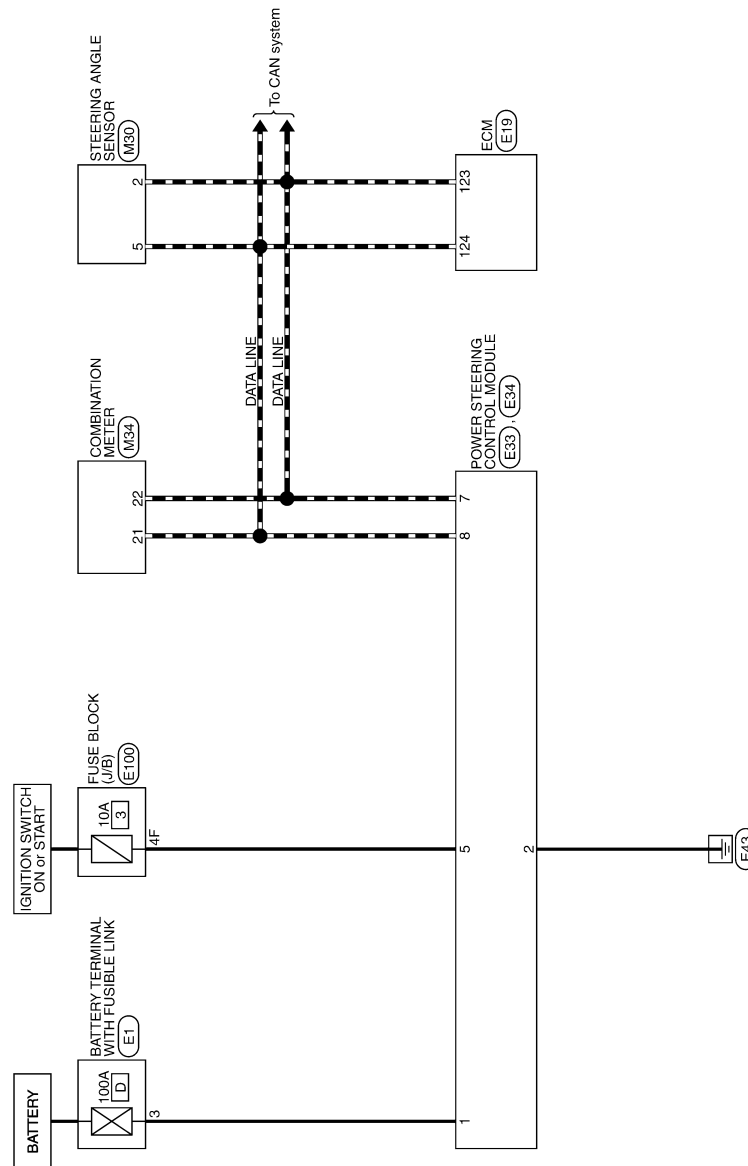 BATTERY
BATTERY TERMINAL
WITH FUSIBLE LINK
E1
100A
D
3
IGNITION SWITCH
ON or START
FUSE BLOCK
(J/B)
E100
10A
3
4F
COMBINATION
METER
M34
21
22
STEERING ANGLE
SENSOR
M30
5
2
DATA LINE
DATA LINE
To CAN system
1
5
2
8
7
POWER STEERING
CONTROL MODULE
E33 , E34
124
123
ECM
E19